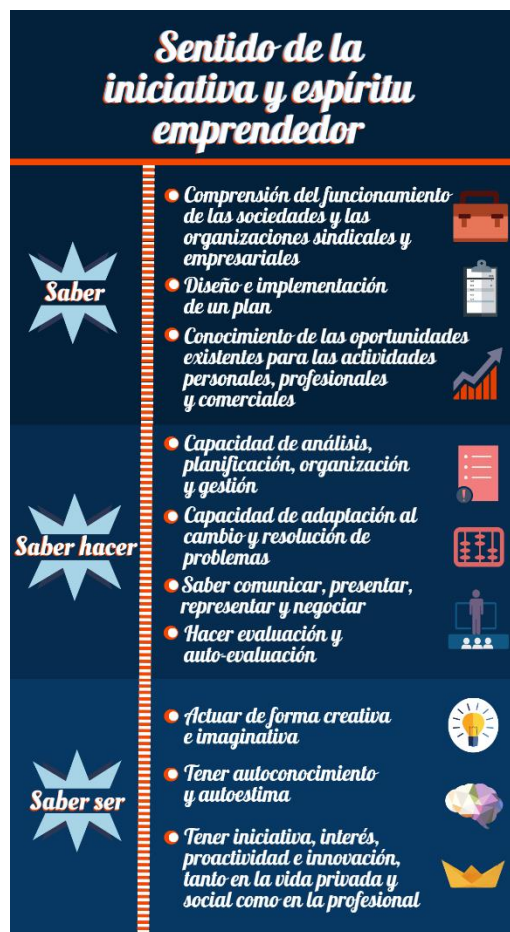 Sentido de la
iniciativa y espíritu
emprendedor
Saber
Comprensión del funcionamiento
de las sociedades y las
organizaciones sindicales y
empresariales
Diseño e implementación
de un plan
Conocimiento de las oportunidades
existentes para las actividades
personales, profesionales
y comerciales
Saber hacer
Capacidad de análisis,
planificación, organización
y gestión
Capacidad de adaptación al
cambio y resolución de
problemas
Saber comunicar, presentar,
representar y negociar
Hacer evaluación y
auto-evaluación
Saber ser
Actuar de forma creativa
e imaginativa
Tener autoconocimiento
y autoestima
Tener iniciativa, interés,
proactividad e innovación,
tanto en la vida privada y
social como en la profesional